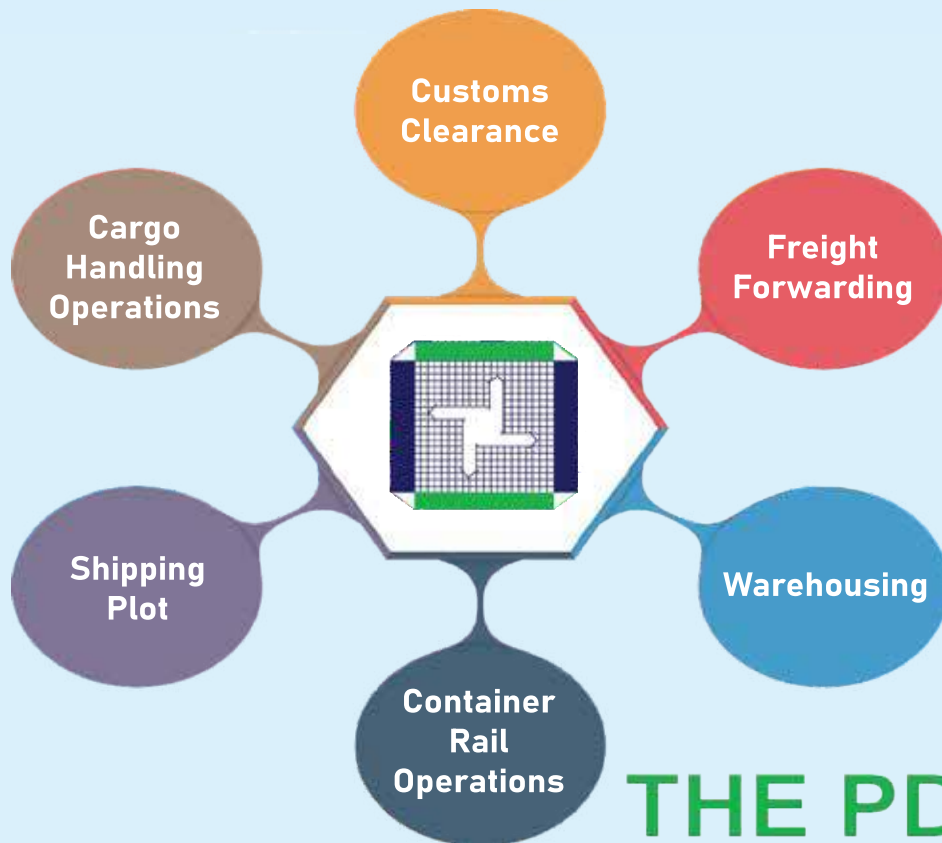 Customs
Clearance
Cargo
Handling
Operations
Freight
Forwarding
Shipping
Plot
Warehousing
Container
Rail
Operations
THE PD